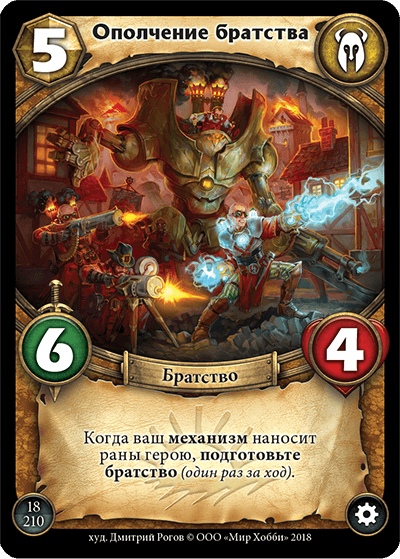 5
Ополчение братства
6
4
Братство
Когда ваш механизм наносит
раны герою, подготовьте
братство (один раз за ход).
18
210
худ. Дмитрий Рогов © ООО «Мир Хобби» 2018